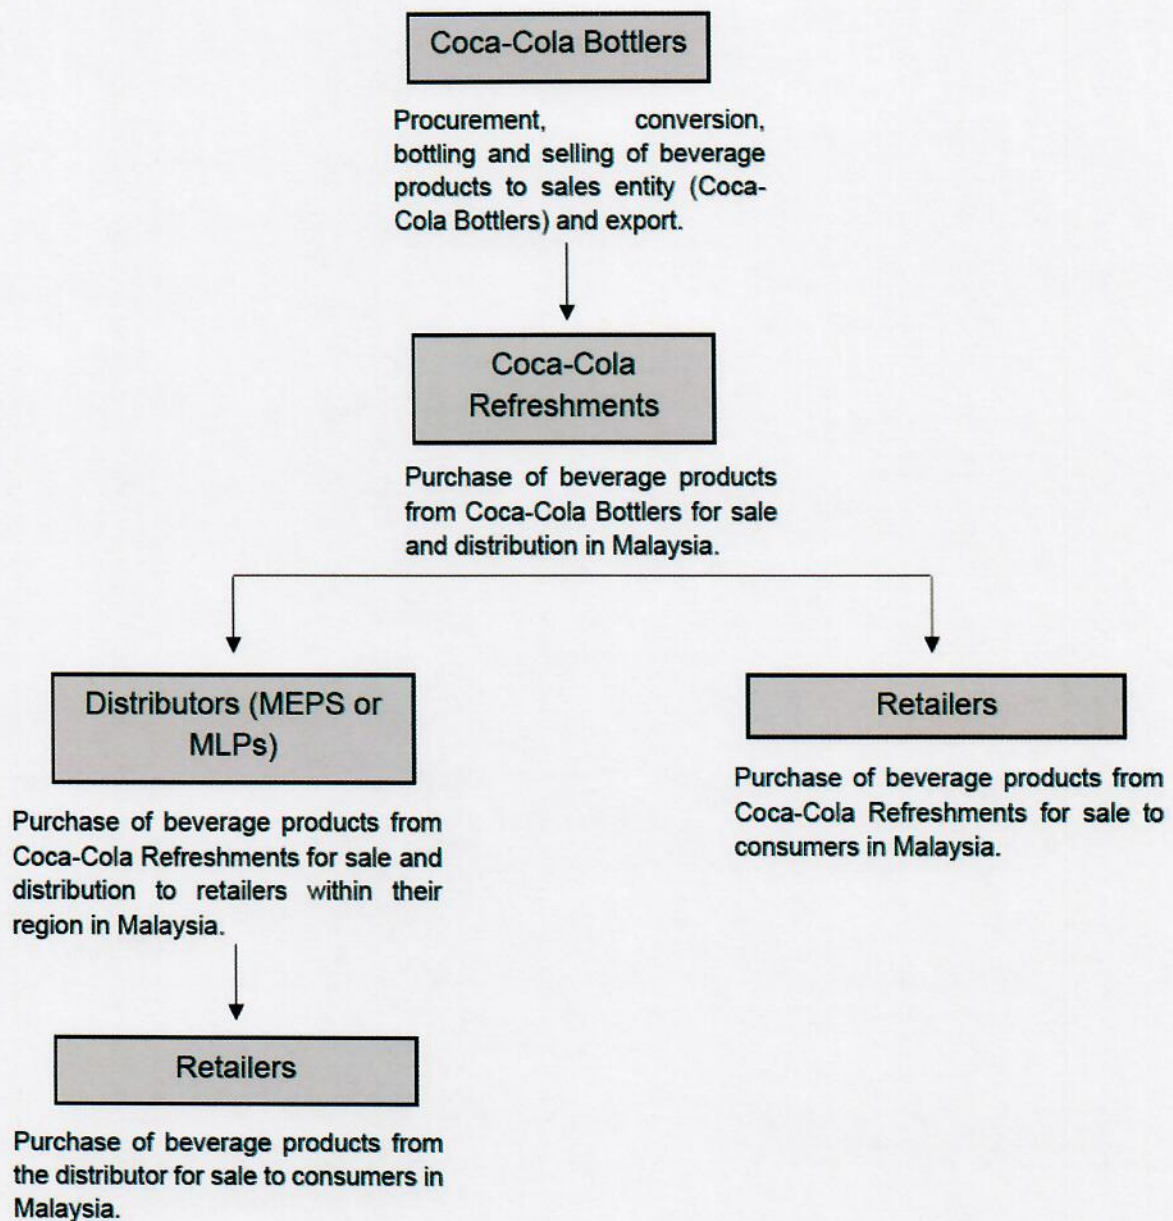 Coca-Cola Bottlers
Procurement, conversion,
bottling and selling of beverage
products to sales entity (Coca-
Cola Bottlers) and export.
Coca-Cola
Refreshments
Purchase of beverage products
from Coca-Cola Bottlers for sale
and distribution in Malaysia.
Distributors (MEPS or
MLPs)
Purchase of beverage products from
Coca-Cola Refreshments for sale and
distribution to retailers within their
region in Malaysia.
Retailers
Purchase of beverage products from
Coca-Cola Refreshments for sale to
consumers in Malaysia.
Retailers
Purchase of beverage products from
the distributor for sale to consumers in
Malaysia.